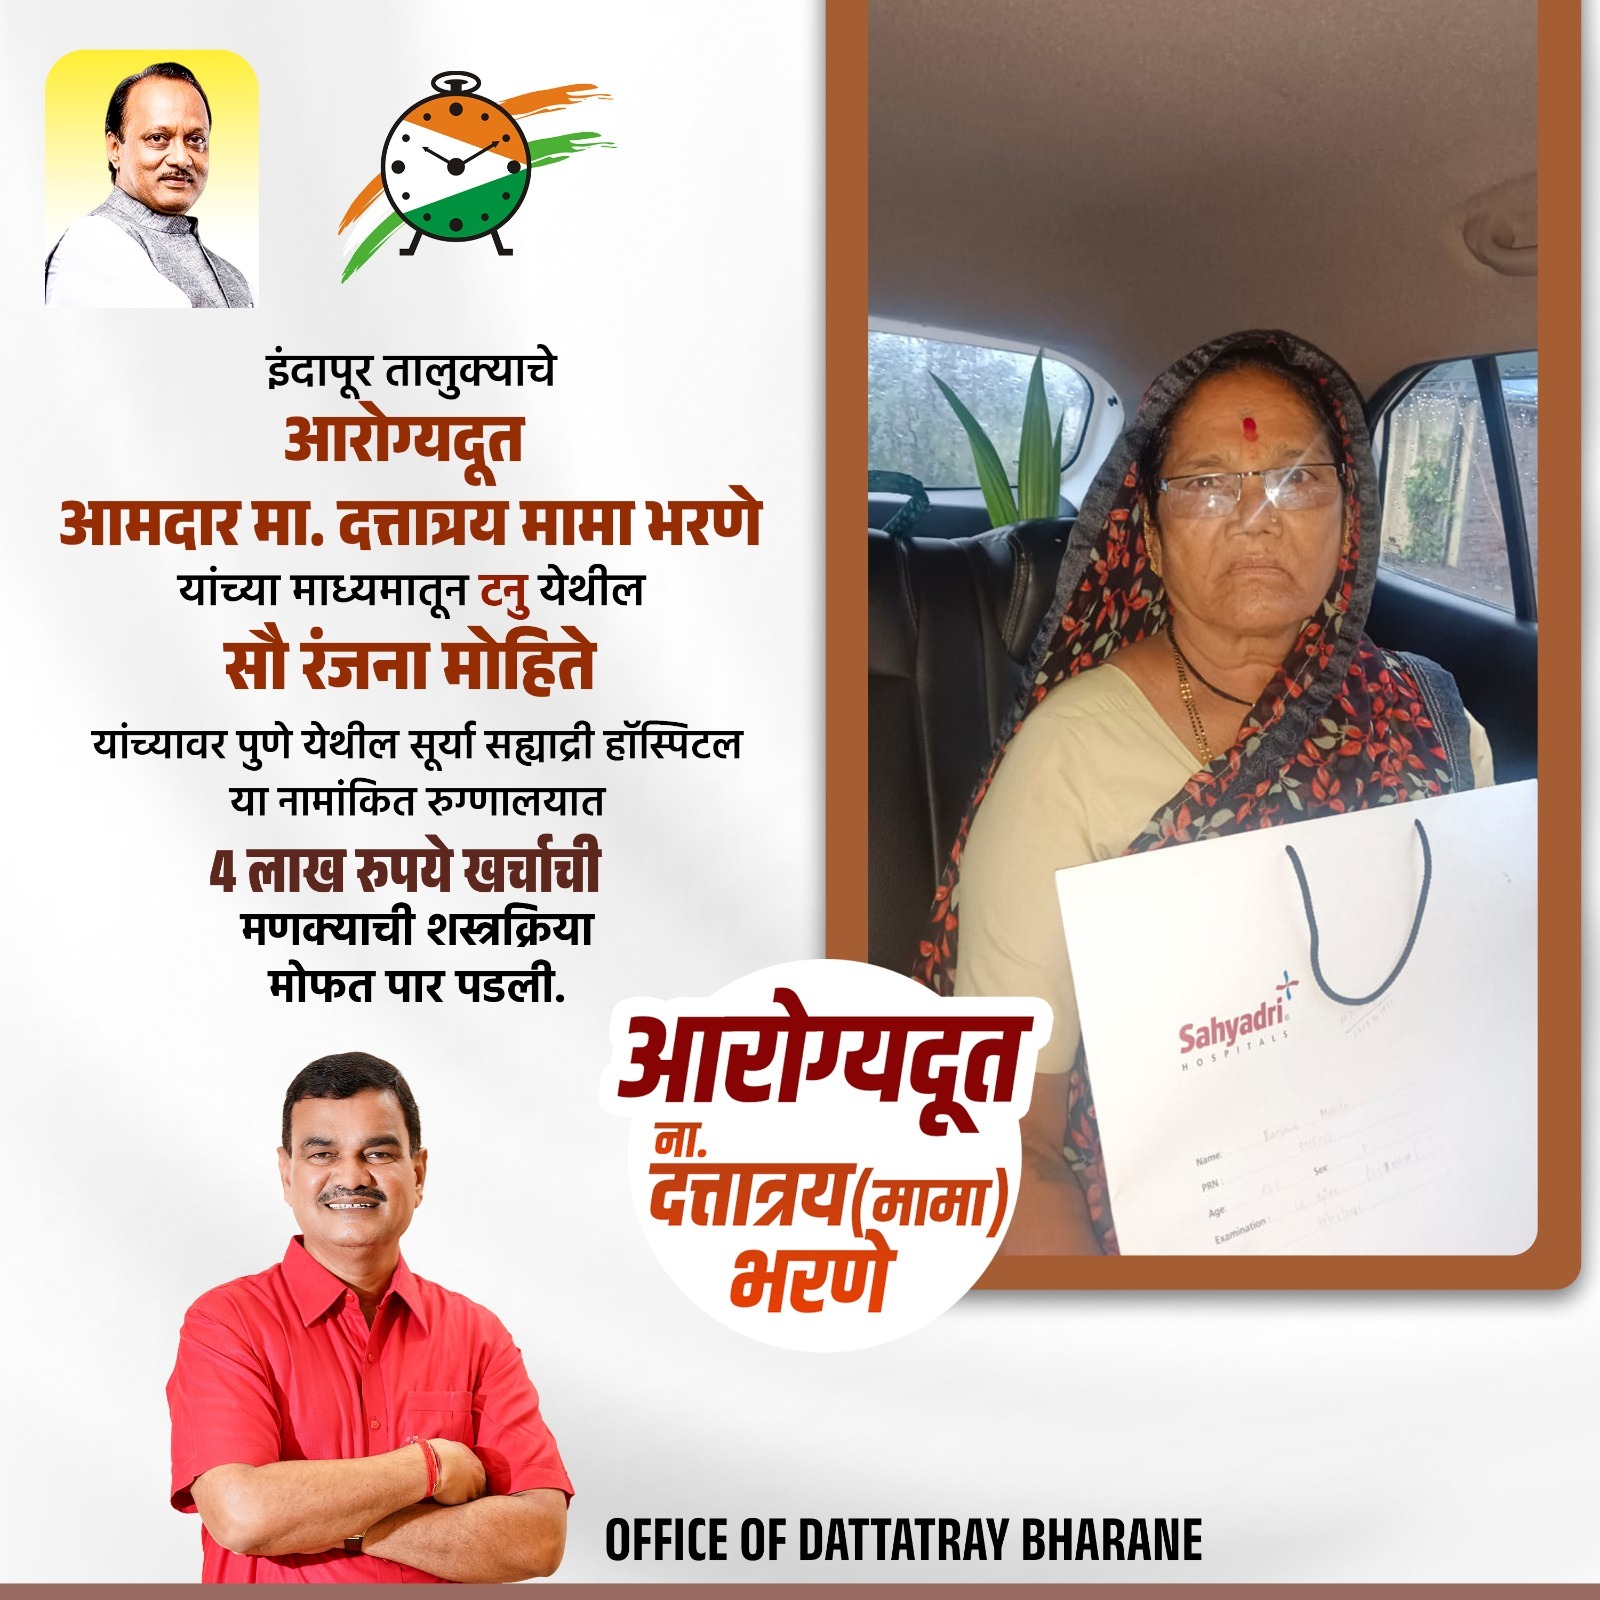 इंदापूर तालुक्याचे
आरोग्यदूत
आमदार मा. दत्तात्रय मामा भरणे
यांच्या माध्यमातून टनु येथील
सौ रंजना मोहिते
यांच्यावर पुणे येथील सूर्या सह्याद्री हॉस्पिटल
या नामांकित रुग्णालयात
4 लाख रुपये खर्चाची
मणक्याची शस्त्रक्रिया
मोफत पार पडली.
आरोग्यदूत
ना.
दत्तात्रय(मामा)
भरणे
Sahyadri
HOSPITALS
Name:
PRN:
Sex:
Age:
Examination:
OFFICE OF DATTATRAY BHARANE